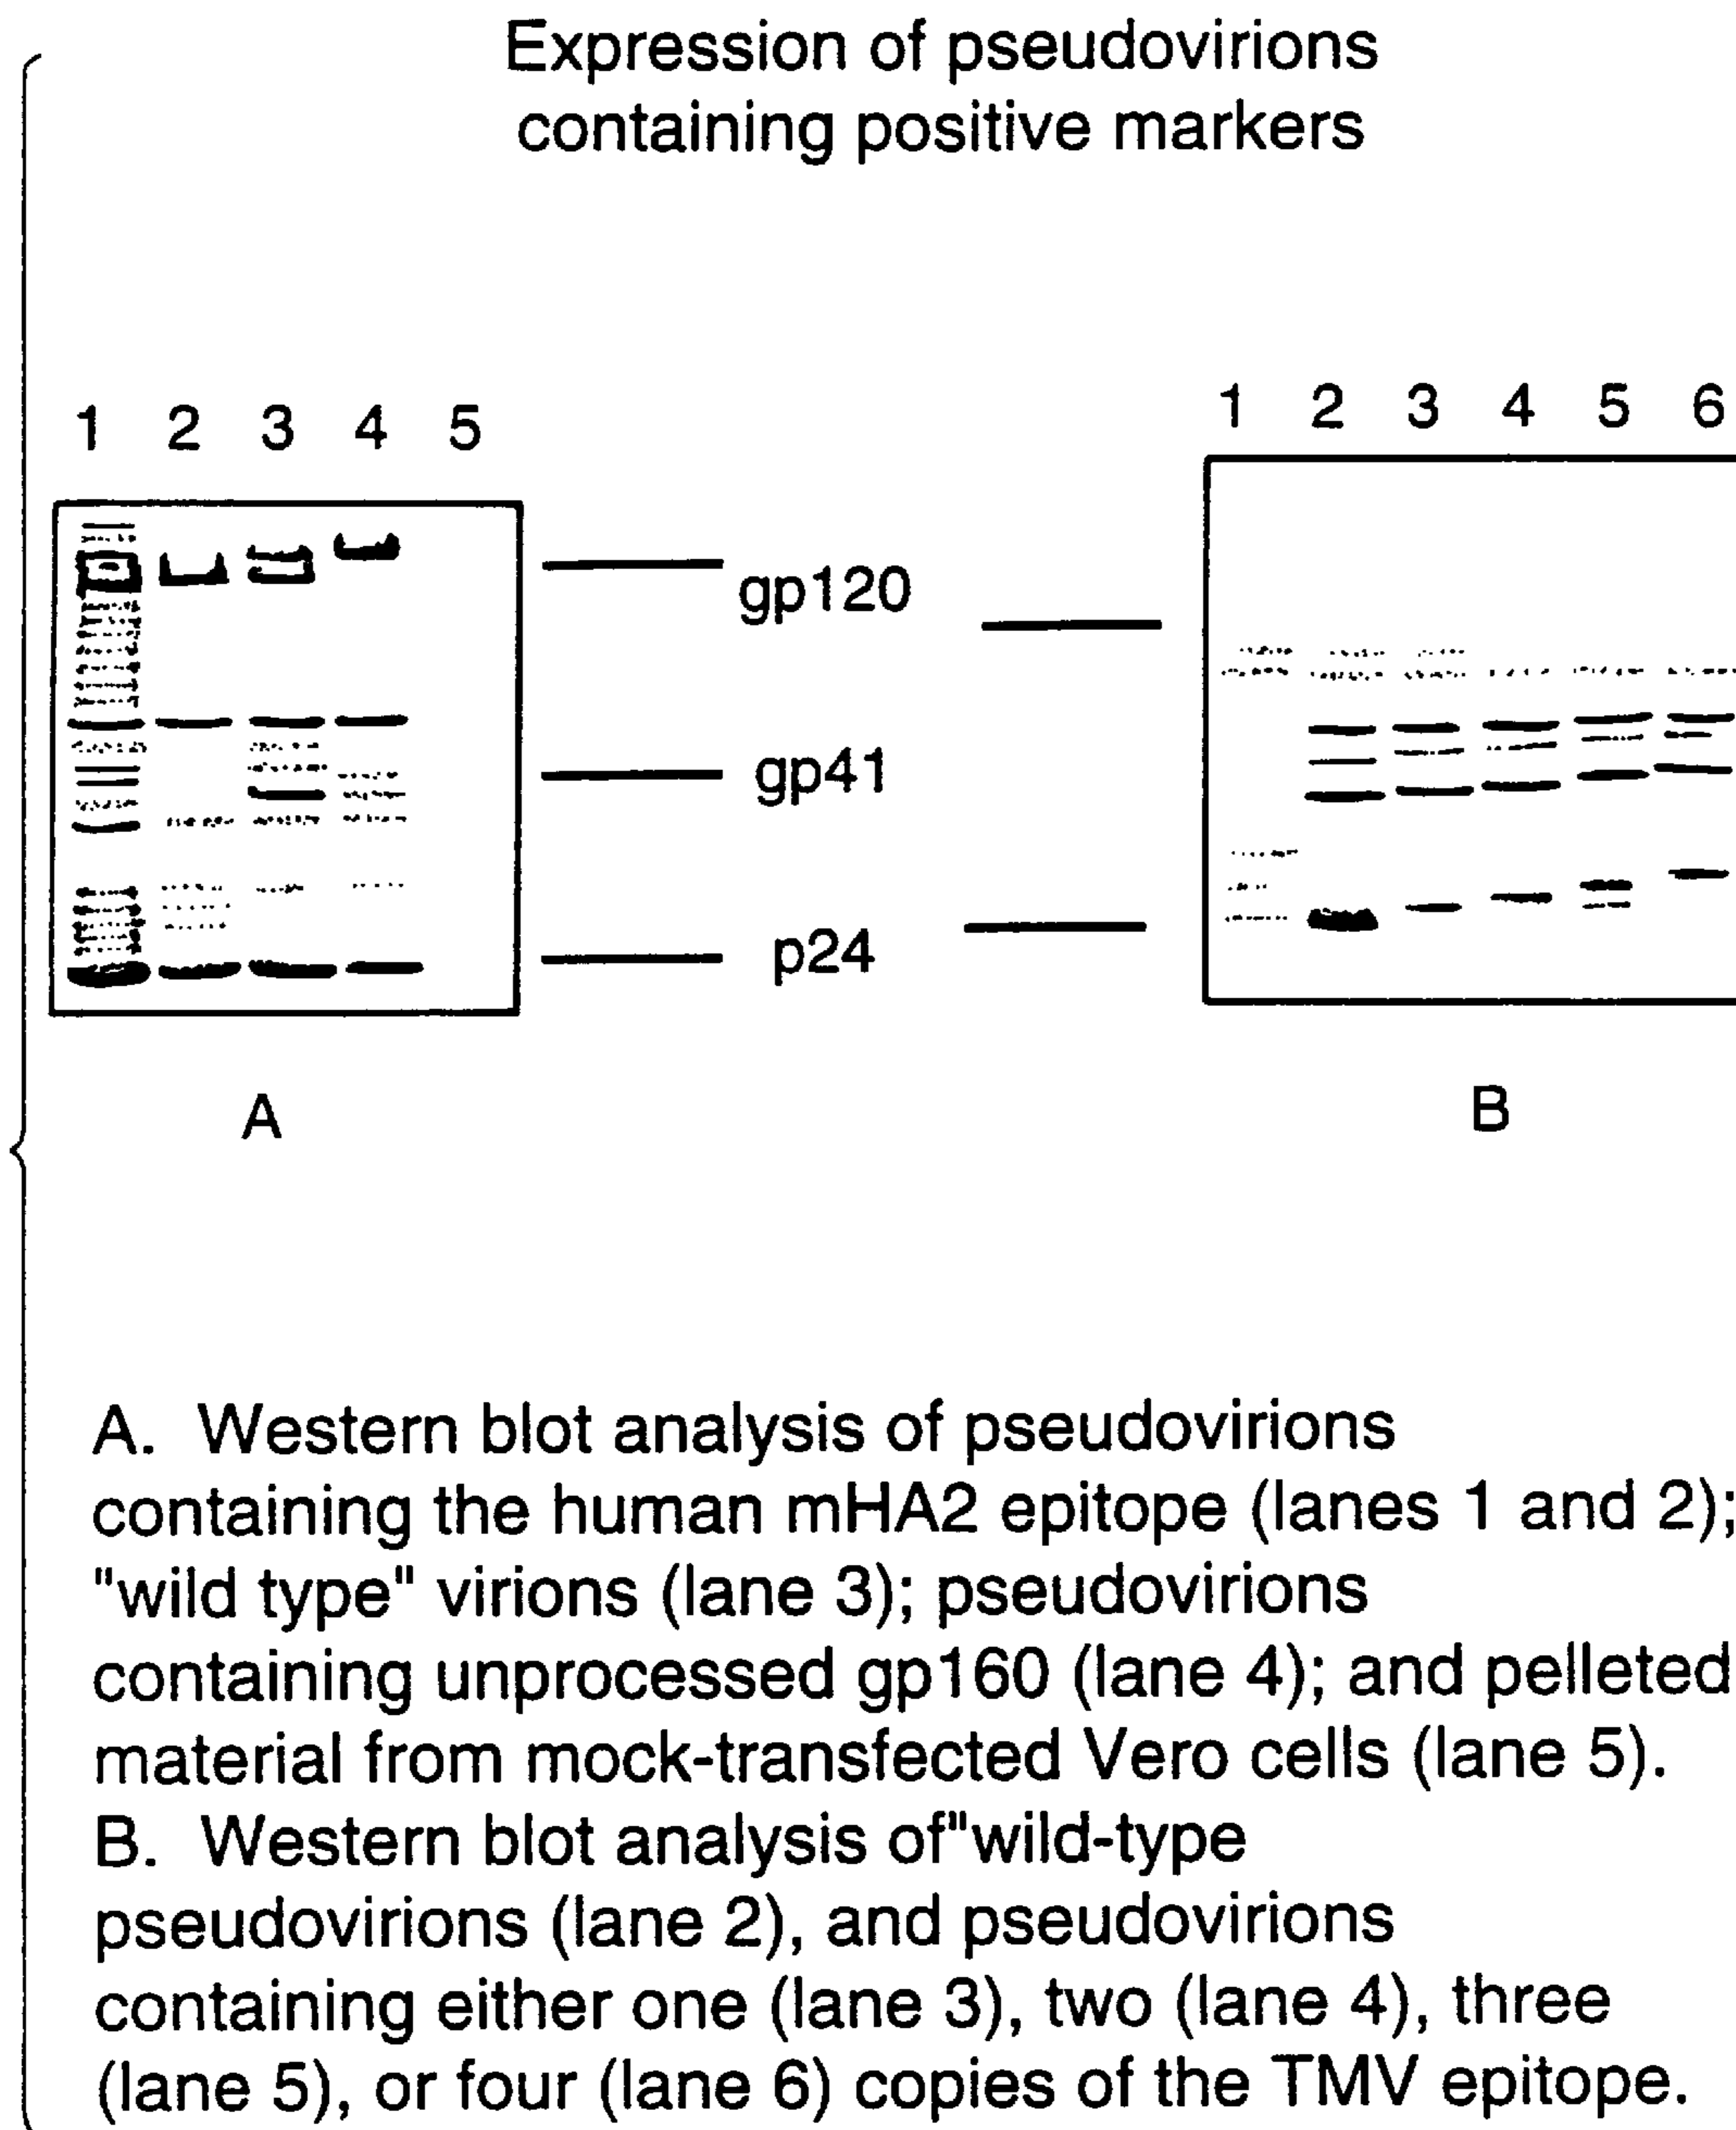 Expression of pseudovirions
containing positive markers
1 2 3 4 5
1 2 3 4 5 6
gp120
gp41
p24
A
B
A. Western blot analysis of pseudovirions
containing the human mHA2 epitope (lanes 1 and 2);
"wild type" virions (lane 3); pseudovirions
containing unprocessed gp160 (lane 4); and pelleted
material from mock-transfected Vero cells (lane 5).
B. Western blot analysis of"wild-type
pseudovirions (lane 2), and pseudovirions
containing either one (lane 3), two (lane 4), three
(lane 5), or four (lane 6) copies of the TMV epitope.